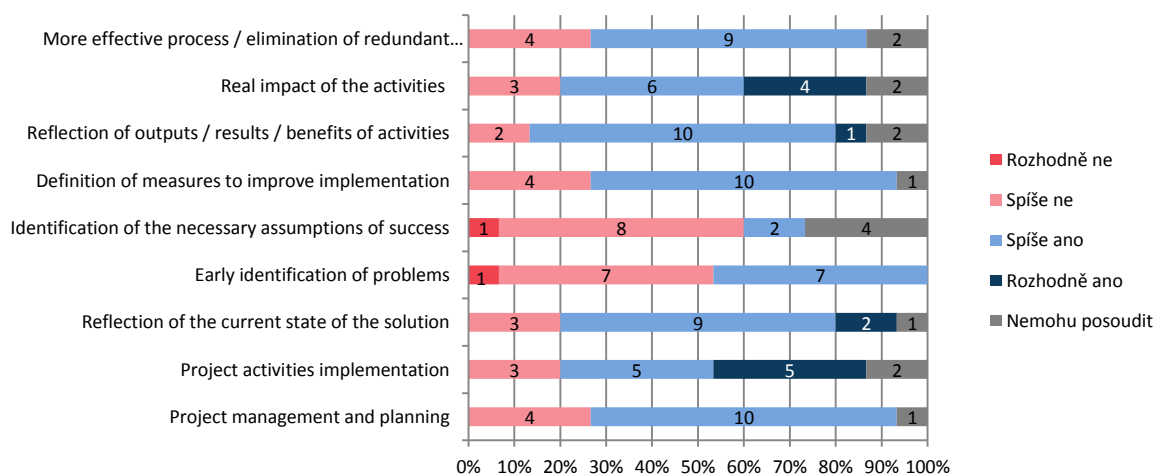 More effective process / elimination of redundant...
4 9 2
Real impact of the activities
3 6 4 2
Reflection of outputs / results / benefits of activities
2 10 1 2
Definition of measures to improve implementation
4 10 1
Identification of the necessary assumptions of success
1 8 2 4
Early identification of problems
1 7 7
Reflection of the current state of the solution
3 9 2 1
Project activities implementation
3 5 5 2
Project management and planning
4 10 1
0% 10% 20% 30% 40% 50% 60% 70% 80% 90% 100%
Rozhodně ne
Spíše ne
Spíše ano
Rozhodně ano
Nemohu posoudit